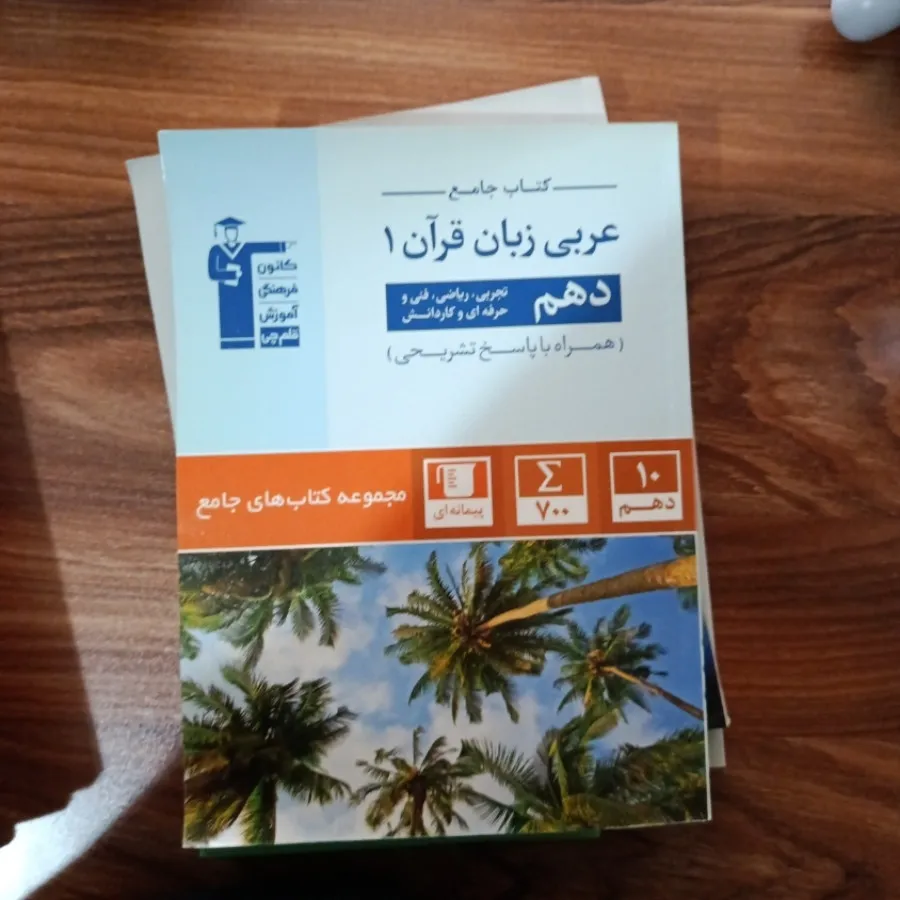 کتاب جامع
عربی زبان قرآن ۱
دهم
تجربی، ریاضی، فنی و
حرفه ای و کاردانش
(همراه با پاسخ تشریحی)
کانون
فرهنگی
آموزش
قلم چی
۱۰
دهم
Σ
۷۰۰
پیمانه ای
مجموعه کتاب های جامع